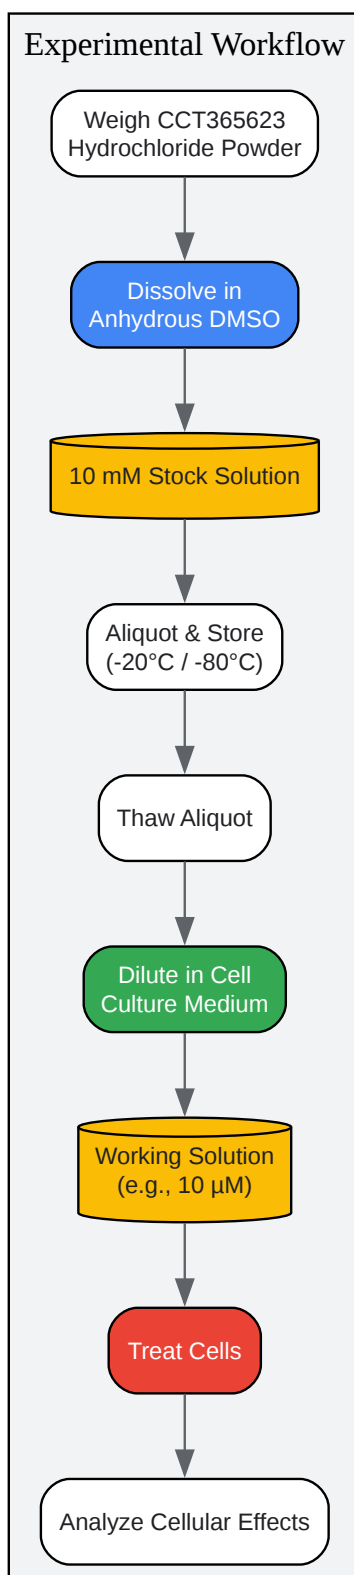 Experimental Workflow
Weigh CCT365623
Hydrochloride Powder
Dissolve in
Anhydrous DMSO
10 mM Stock Solution
Aliquot & Store
(-20°C / -80°C)
Thaw Aliquot
Dilute in Cell
Culture Medium
Working Solution
(e.g., 10 µM)
Treat Cells
Analyze Cellular Effects